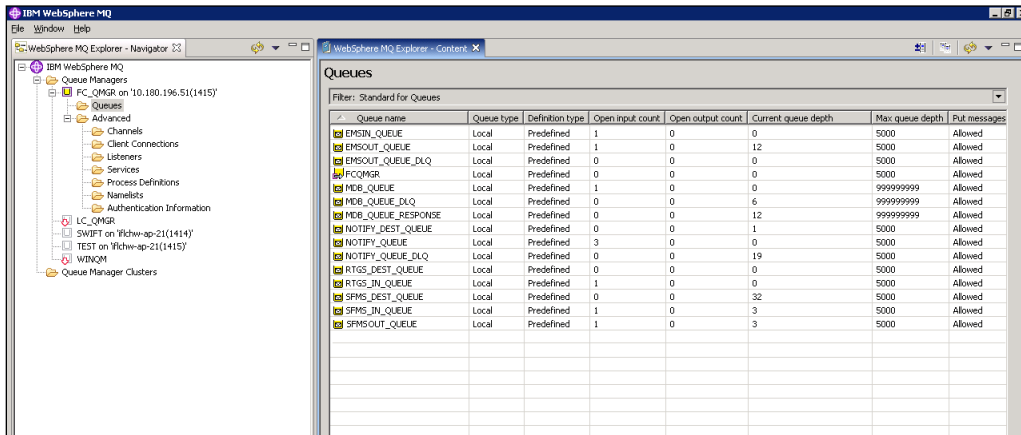 IBM WebSphere MQ
File Window Help
WebSphere MQ Explorer - Navigator
IBM WebSphere MQ
Queue Managers
FC_QMGR on '10.180.196.51(1415)'
Queues
Advanced
Channels
Client Connections
Listeners
Services
Process Definitions
Namelists
Authentication Information
LC_QMGR
SWIFT on 'iflchw-ap-21(1414)'
TEST on 'iflchw-ap-21(1415)'
WINQM
Queue Manager Clusters
WebSphere MQ Explorer - Content
Queues
Filter: Standard for Queues
Queue name Queue type Definition type Open input count Open output count Current queue depth Max queue depth Put messages
EMSIN_QUEUE Local Predefined 1 0 0 5000 Allowed
EMSOUT_QUEUE Local Predefined 1 0 12 5000 Allowed
EMSOUT_QUEUE_DLQ Local Predefined 0 0 0 5000 Allowed
FCQMGR Local Predefined 0 0 0 5000 Allowed
MDB_QUEUE Local Predefined 1 0 0 999999999 Allowed
MDB_QUEUE_DLQ Local Predefined 0 0 6 999999999 Allowed
MDB_QUEUE_RESPONSE Local Predefined 0 0 12 999999999 Allowed
NOTIFY_DEST_QUEUE Local Predefined 0 0 1 5000 Allowed
NOTIFY_QUEUE Local Predefined 3 0 0 5000 Allowed
NOTIFY_QUEUE_DLQ Local Predefined 0 0 19 5000 Allowed
RTGS_DEST_QUEUE Local Predefined 0 0 0 5000 Allowed
RTGS_IN_QUEUE Local Predefined 1 0 0 5000 Allowed
SFMS_DEST_QUEUE Local Predefined 0 0 32 5000 Allowed
SFMS_IN_QUEUE Local Predefined 1 0 3 5000 Allowed
SFMSOUT_QUEUE Local Predefined 1 0 3 5000 Allowed